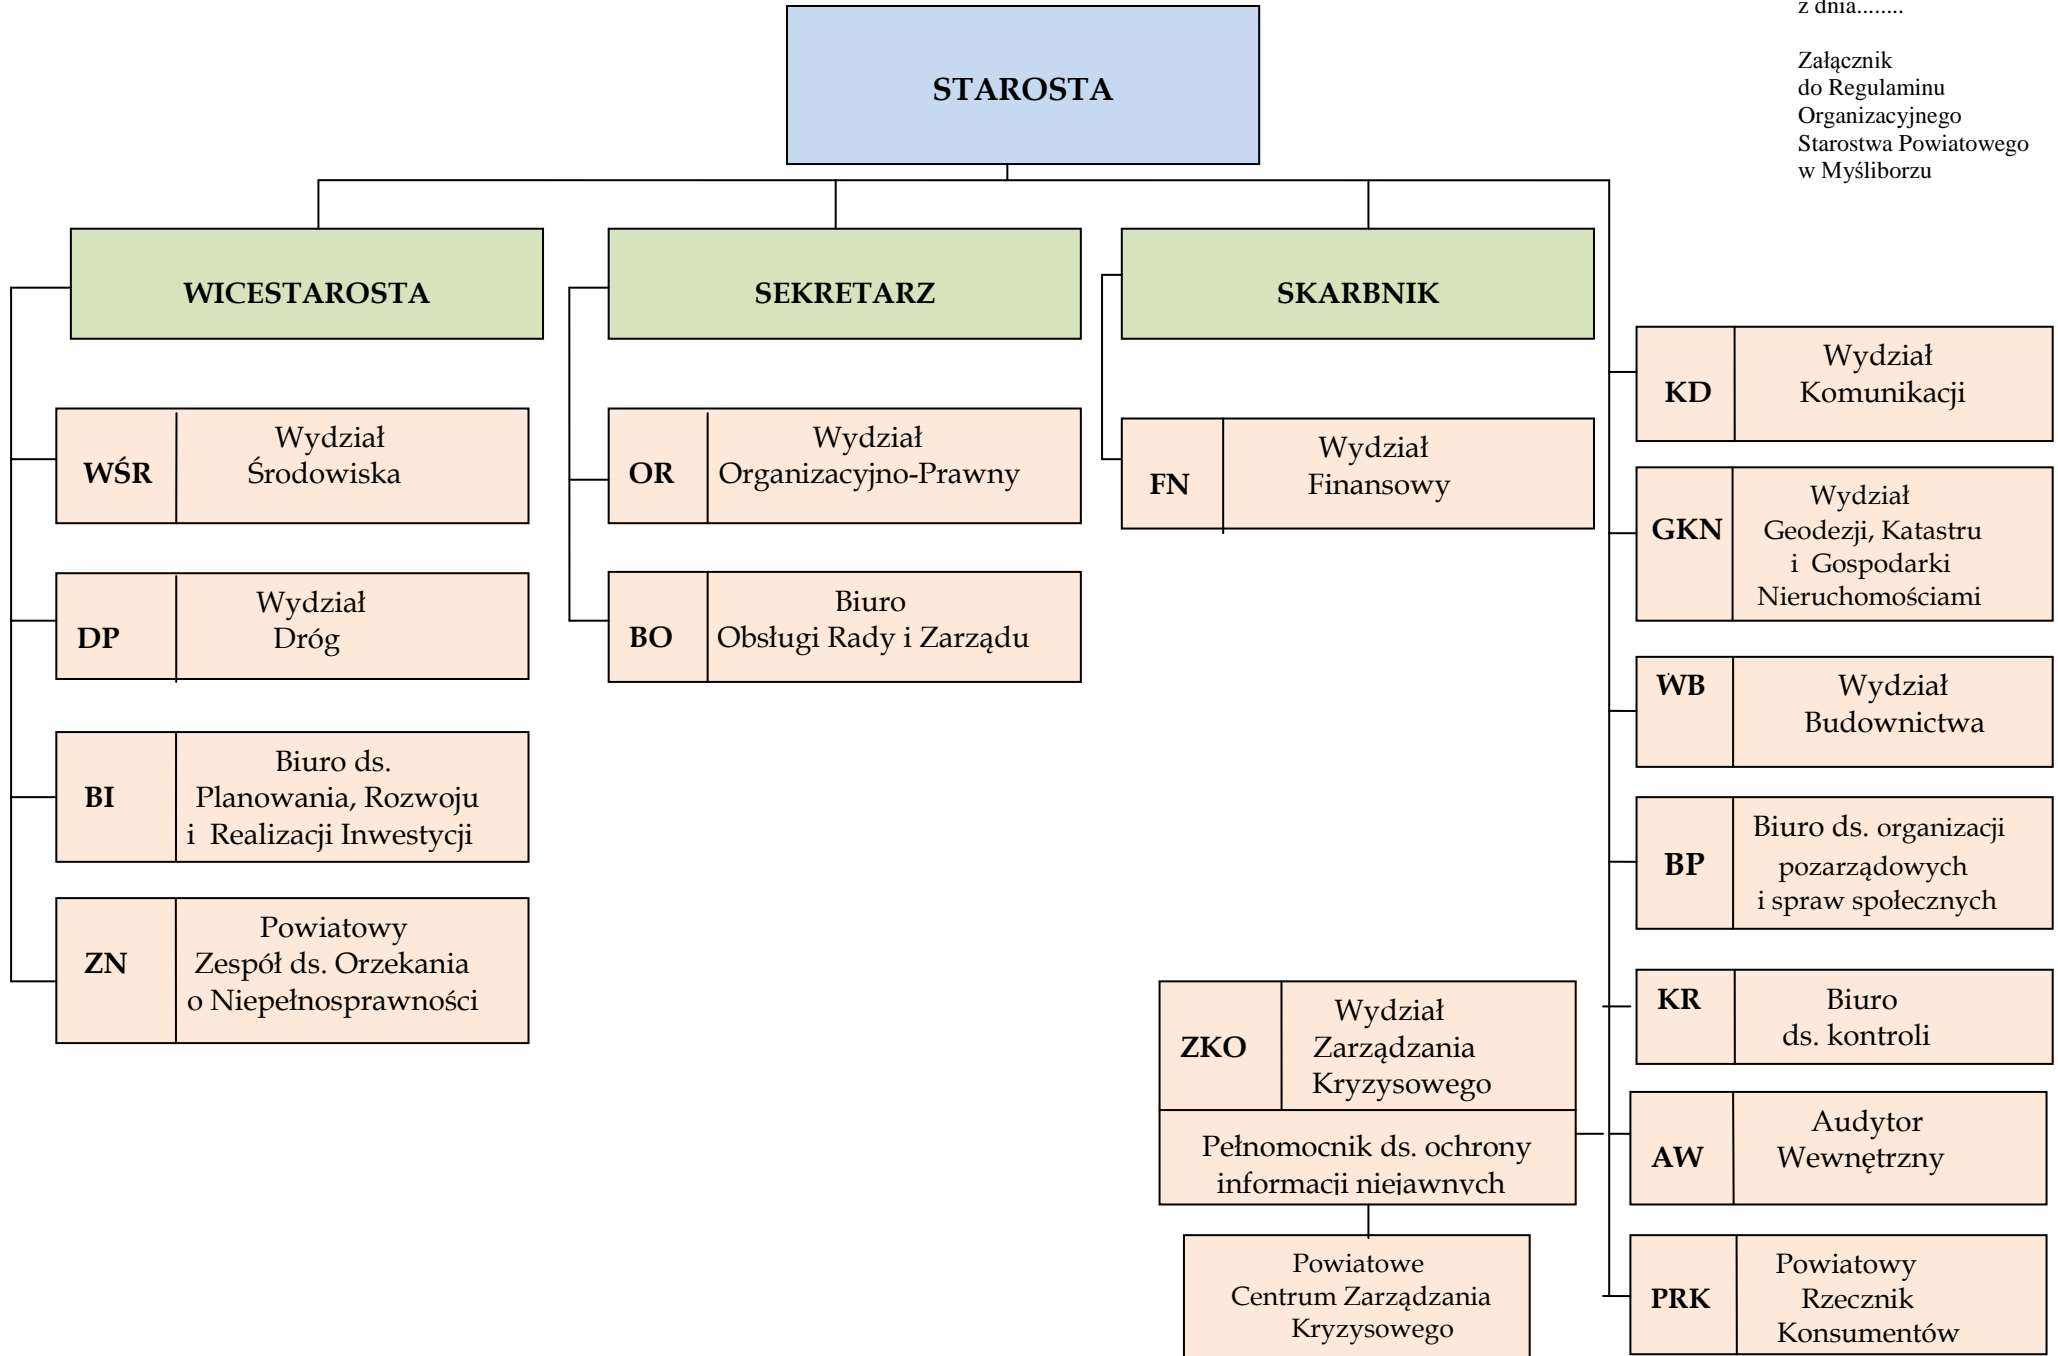 z dnia........
Załącznik
do Regulaminu
Organizacyjnego
Starostwa Powiatowego
w Myśliborzu
STAROSTA
WICESTAROSTA
SEKRETARZ
SKARBNIK
WŚR
Wydział
Środowiska
DP
Wydział
Dróg
BI
Biuro ds.
Planowania, Rozwoju
i Realizacji Inwestycji
ZN
Powiatowy
Zespół ds. Orzekania
o Niepełnosprawności
OR
Wydział
Organizacyjno-Prawny
BO
Biuro
Obsługi Rady i Zarządu
FN
Wydział
Finansowy
KD
Wydział
Komunikacji
GKN
Wydział
Geodezji, Katastru
i Gospodarki
Nieruchomościami
WB
Wydział
Budownictwa
BP
Biuro ds. organizacji
pozarządowych
i spraw społecznych
KR
Biuro
ds. kontroli
ZKO
Wydział
Zarządzania
Kryzysowego
Pełnomocnik ds. ochrony
informacji niejawnych
Powiatowe
Centrum Zarządzania
Kryzysowego
AW
Audytor
Wewnętrzny
PRK
Powiatowy
Rzecznik
Konsumentów